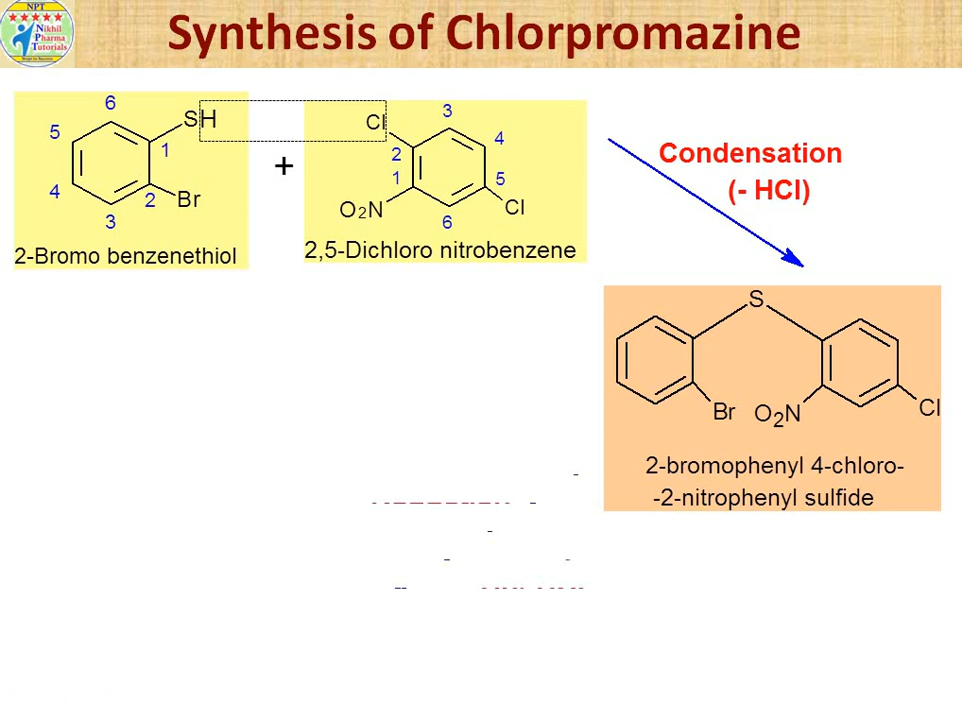 NPT
Nikhil
Pharma
Tutorials
Synthesis of Chlorpromazine
6
5
4
3
2
1
SH
Br
2-Bromo benzenethiol
+
Cl
3
4
2
1
5
6
O2N
Cl
2,5-Dichloro nitrobenzene
Condensation
(- HCl)
S
Br
O2N
Cl
2-bromophenyl 4-chloro-
-2-nitrophenyl sulfide